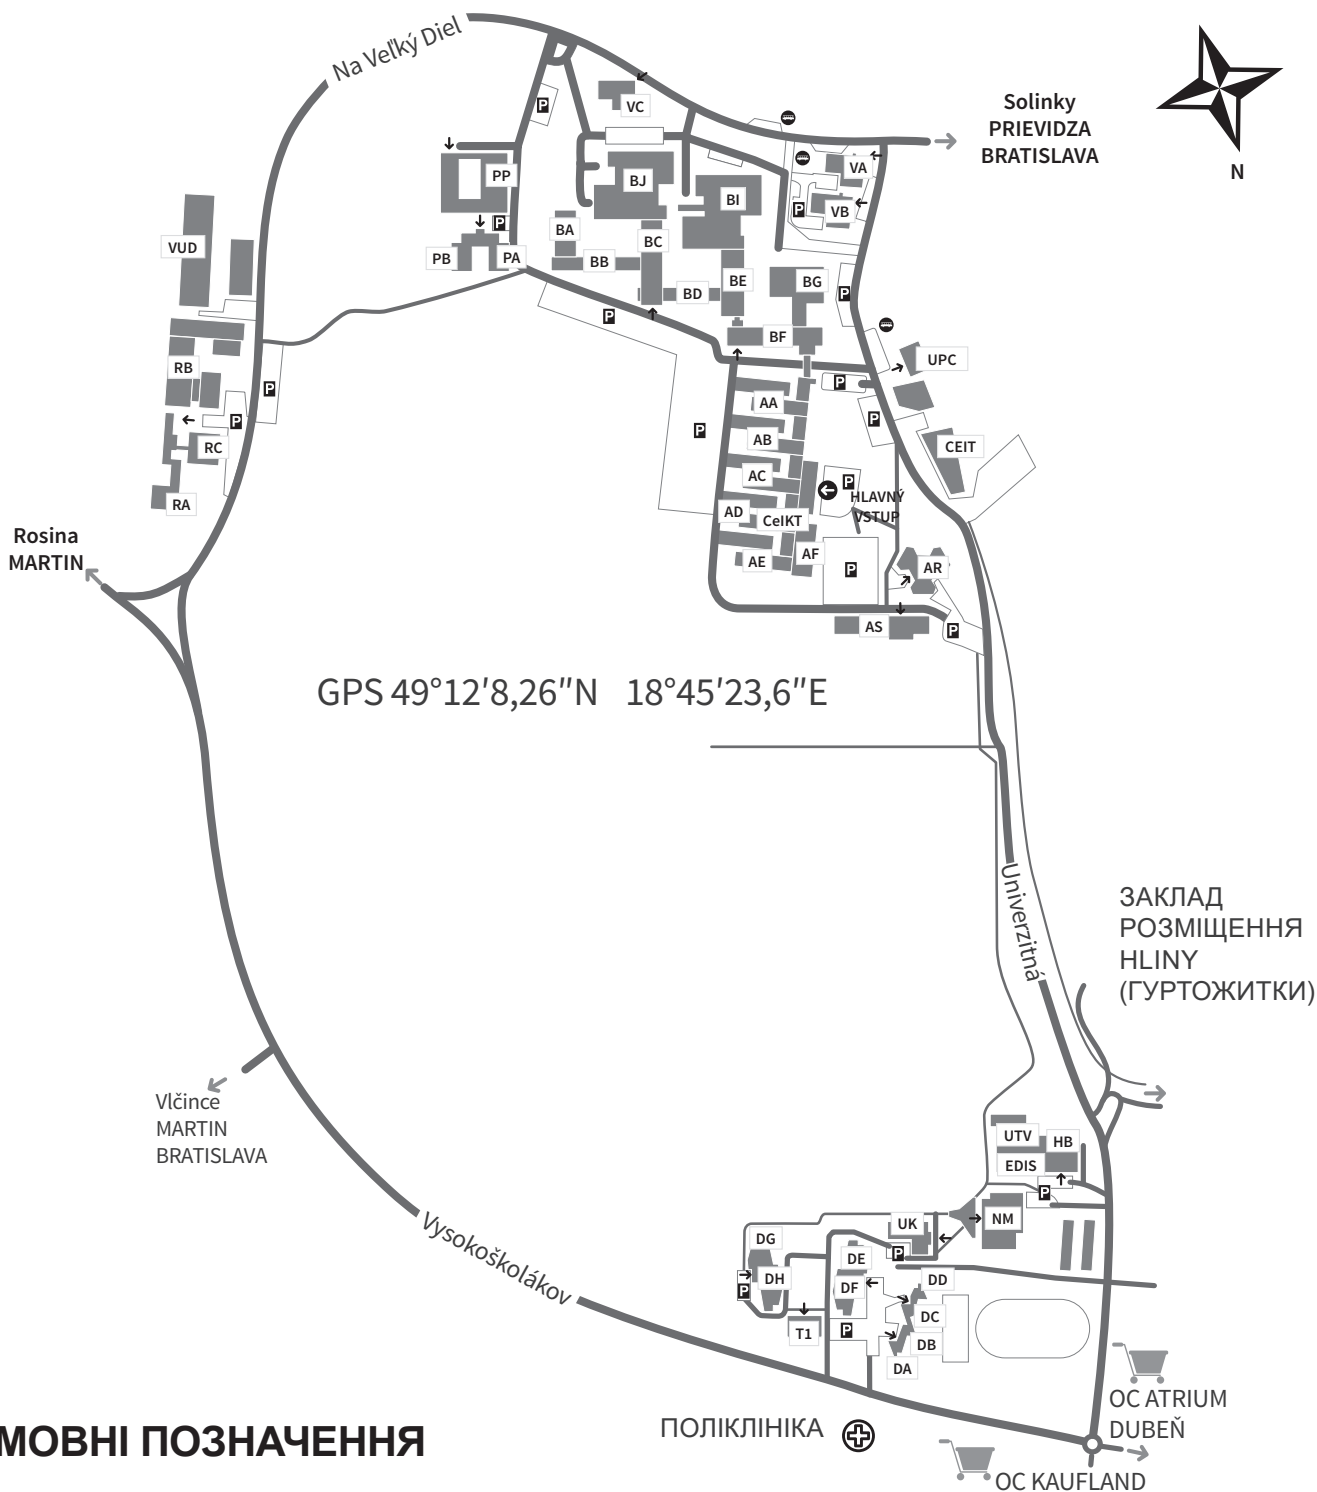 Na Veľký Diel
Solinky
PRIEVIDZA
BRATISLAVA
N
P
VC
VA
PP
BJ
BI
P
VB
P
VUD
BA
BC
PB
PA
BB
BE
BG
BD
P
P
BF
UPC
RB
P
P
AA
P
P
RC
P
AB
CEIT
AC
P
RA
HLAVNÝ
VSTUP
AD
CeIKT
Rosina
MARTIN
AF
AE
P
AR
AS
P
GPS 49°12′8,26″N 18°45′23,6″E
Univerzitná
ЗАКЛАД
РОЗМІЩЕННЯ
HLINY
(ГУРТОЖИТКИ)
Vlčince
MARTIN
BRATISLAVA
UTV
HB
EDIS
P
Vysokoškolákov
UK
NM
DG
DE
P
DH
DD
P
DF
DC
T1
P
DB
DA
OC ATRIUM
DUBEŇ
ПОЛІКЛІНІКА
МОВНІ ПОЗНАЧЕННЯ
OC KAUFLAND